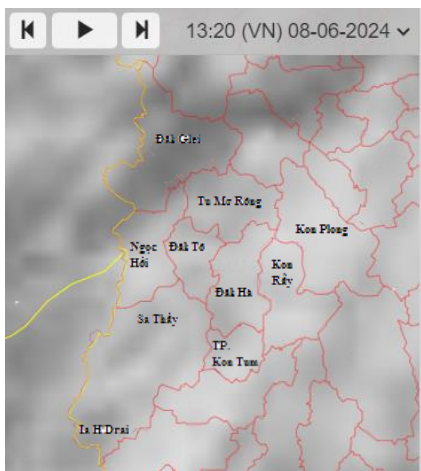 13:20 (VN) 08-06-2024
Đăk Glei
Tu Mơ Rông
Kon Plong
Ngọc
Hồi
Đăk Tô
Kon
Rẫy
Đăk Hà
Sa Thầy
TP.
Kon Tum
Ia H'Drai